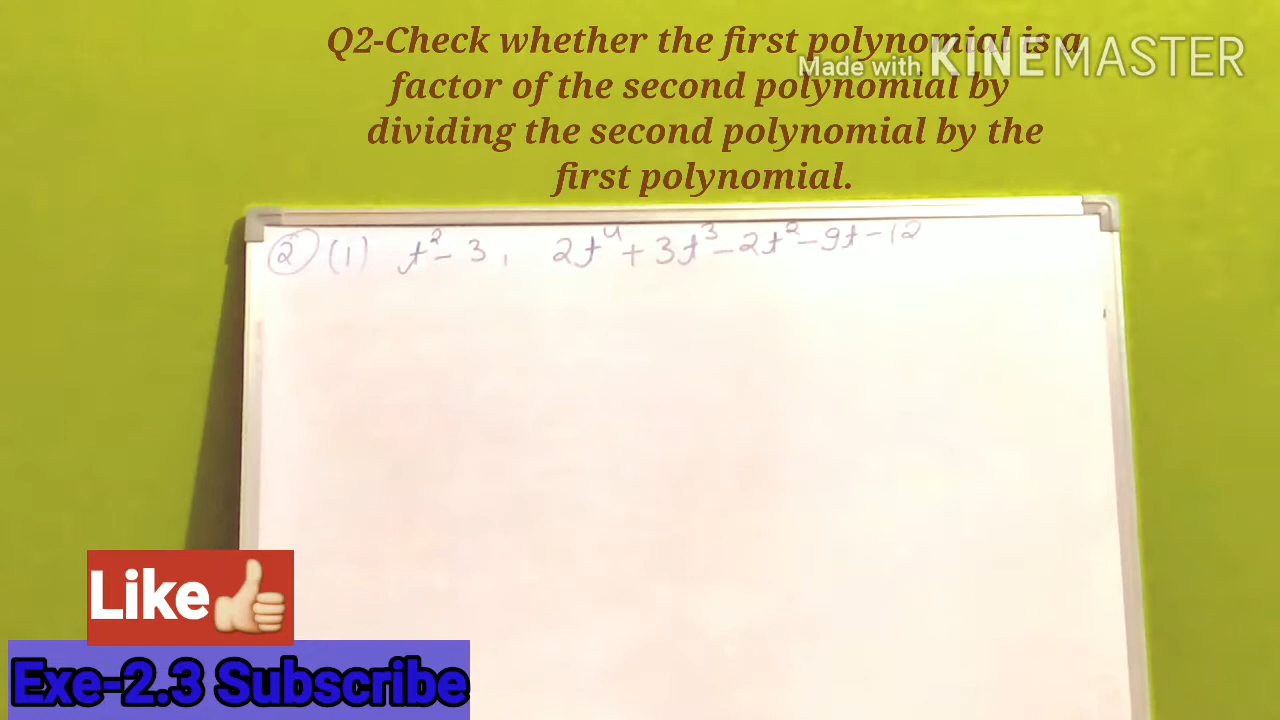 Q2-Check whether the first polynomial is a
Made with KINEMASTER
factor of the second polynomial by
dividing the second polynomial by the
first polynomial.
② (1) t² - 3, 2t⁴ + 3t³ - 2t² - 9t - 12
Like
Exe-2.3 Subscribe